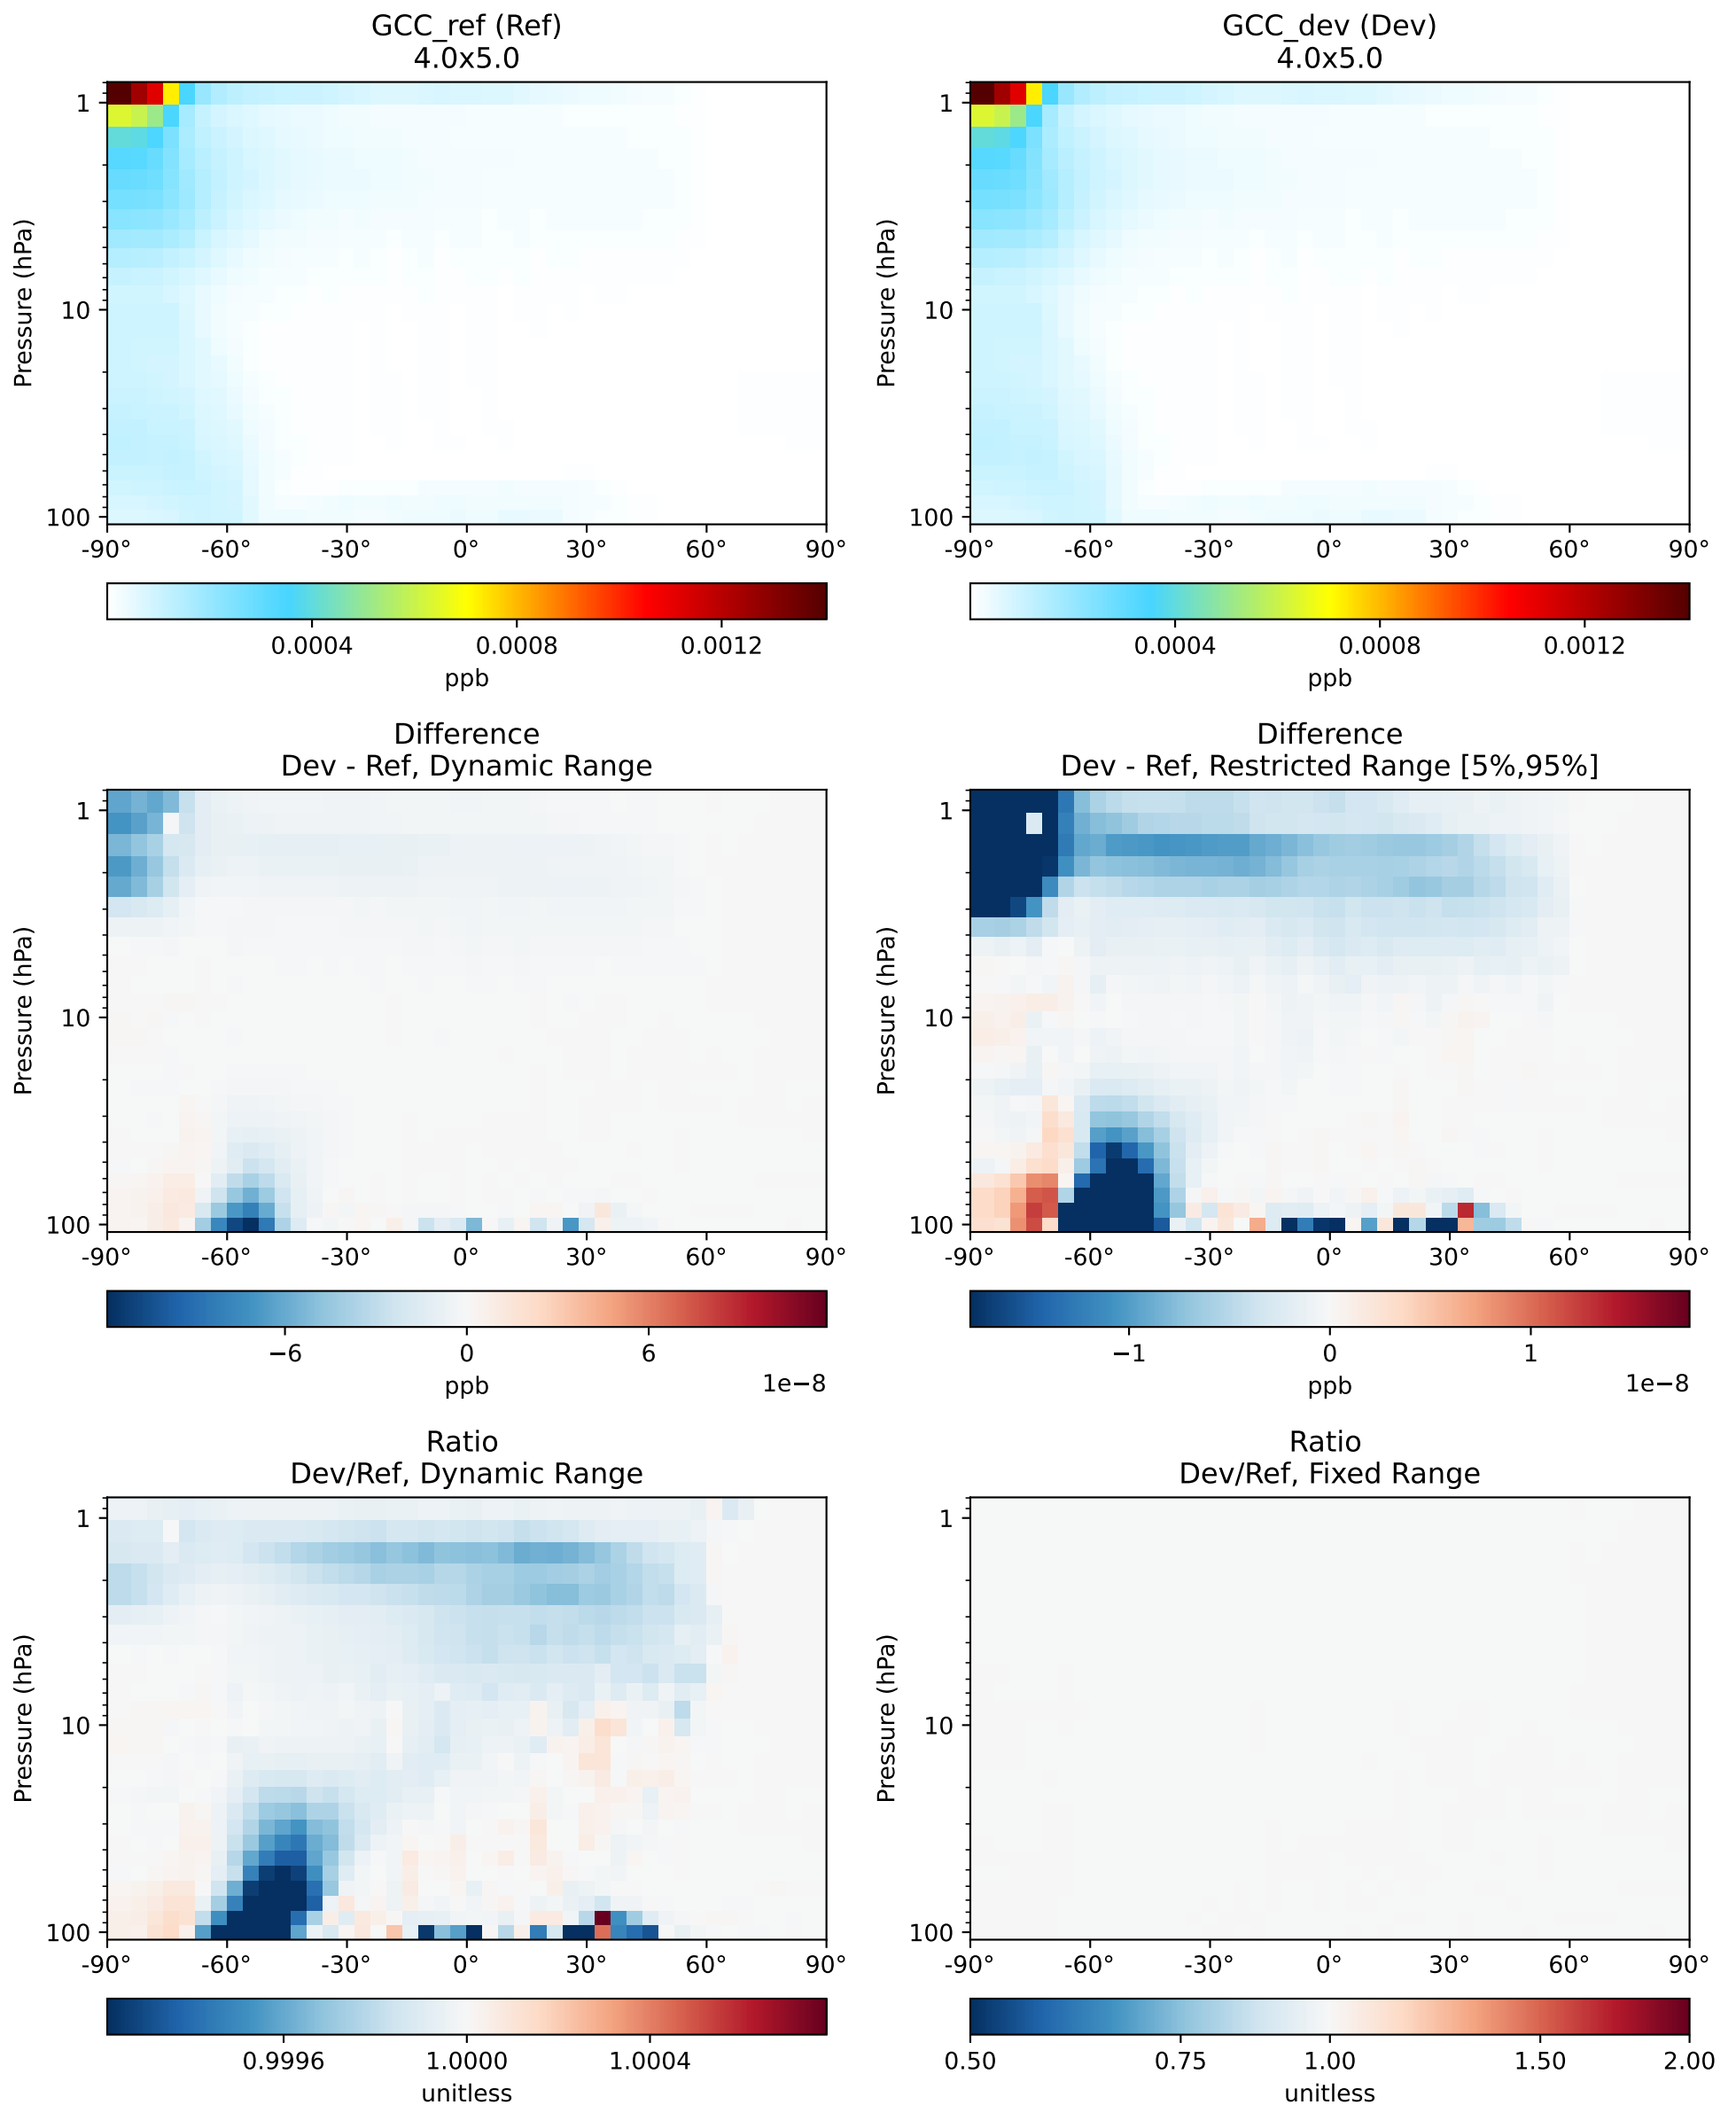 GCC_ref (Ref)
4.0x5.0
Pressure (hPa)
1
10
100
-90° -60° -30° 0° 30° 60° 90°
0.0004 0.0008 0.0012
ppb
GCC_dev (Dev)
4.0x5.0
Pressure (hPa)
1
10
100
-90° -60° -30° 0° 30° 60° 90°
0.0004 0.0008 0.0012
ppb
Difference
Dev - Ref, Dynamic Range
Pressure (hPa)
1
10
100
-90° -60° -30° 0° 30° 60° 90°
−6 0 6
ppb
1e−8
Difference
Dev - Ref, Restricted Range [5%,95%]
Pressure (hPa)
1
10
100
-90° -60° -30° 0° 30° 60° 90°
−1 0 1
ppb
1e−8
Ratio
Dev/Ref, Dynamic Range
Pressure (hPa)
1
10
100
-90° -60° -30° 0° 30° 60° 90°
0.9996 1.0000 1.0004
unitless
Ratio
Dev/Ref, Fixed Range
Pressure (hPa)
1
10
100
-90° -60° -30° 0° 30° 60° 90°
0.50 0.75 1.00 1.50 2.00
unitless